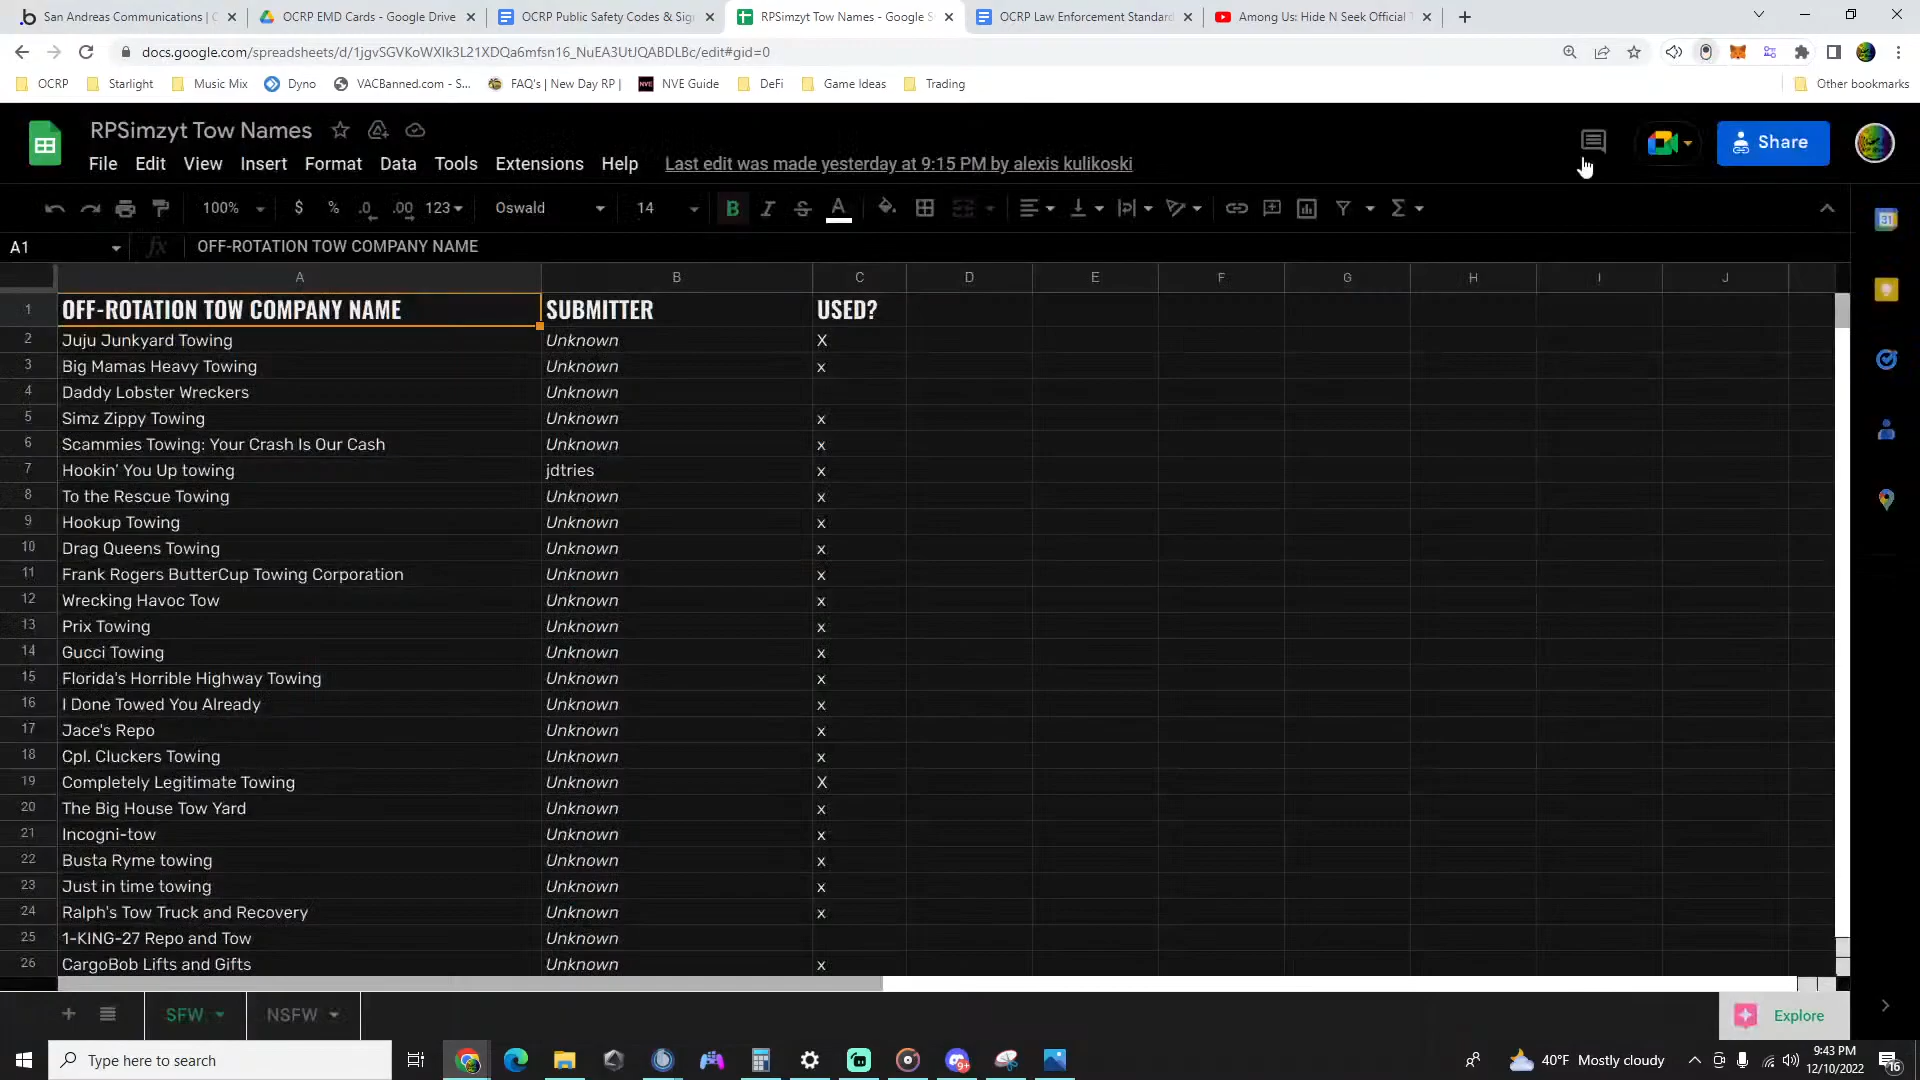 San Andreas Communications | C
OCRP EMD Cards - Google Drive
OCRP Public Safety Codes & Sig
RPSimzyt Tow Names - Google S
OCRP Law Enforcement Standard
Among Us: Hide N Seek Official T
docs.google.com/spreadsheets/d/1jgvSGVKoWXIk3L21XDQa6mfsn16_NuEA3UtJQABDLBc/edit#gid=0
OCRP Starlight Music Mix Dyno VACBanned.com - S... FAQ's | New Day RP | NVE Guide DeFi Game Ideas Trading Other bookmarks
RPSimzyt Tow Names
File Edit View Insert Format Data Tools Extensions Help Last edit was made yesterday at 9:15 PM by alexis kulikoski
Share
100% $ % .0 .00 123 Oswald 14 B I S A
A1 fx OFF-ROTATION TOW COMPANY NAME
A B C D E F G H I J
1 OFF-ROTATION TOW COMPANY NAME SUBMITTER USED?
2 Juju Junkyard Towing Unknown X
3 Big Mamas Heavy Towing Unknown x
4 Daddy Lobster Wreckers Unknown
5 Simz Zippy Towing Unknown x
6 Scammies Towing: Your Crash Is Our Cash Unknown x
7 Hookin' You Up towing jdtries x
8 To the Rescue Towing Unknown x
9 Hookup Towing Unknown x
10 Drag Queens Towing Unknown x
11 Frank Rogers ButterCup Towing Corporation Unknown x
12 Wrecking Havoc Tow Unknown x
13 Prix Towing Unknown x
14 Gucci Towing Unknown x
15 Florida's Horrible Highway Towing Unknown x
16 I Done Towed You Already Unknown x
17 Jace's Repo Unknown x
18 Cpl. Cluckers Towing Unknown x
19 Completely Legitimate Towing Unknown X
20 The Big House Tow Yard Unknown x
21 Incogni-tow Unknown x
22 Busta Ryme towing Unknown x
23 Just in time towing Unknown x
24 Ralph's Tow Truck and Recovery Unknown x
25 1-KING-27 Repo and Tow Unknown
26 CargoBob Lifts and Gifts Unknown x
SFW NSFW Explore
Type here to search
40°F Mostly cloudy
9:43 PM
12/10/2022
16